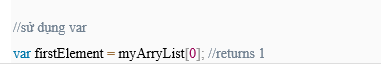 //sử dụng var
var firstElement = myArryList[0]; //returns 1